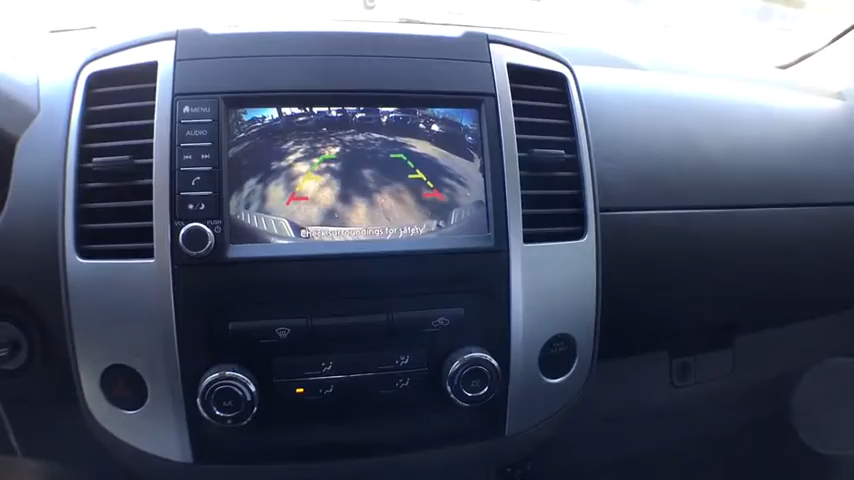 MENU
AUDIO
VOL
PUSH
Check surroundings for safety
A/C